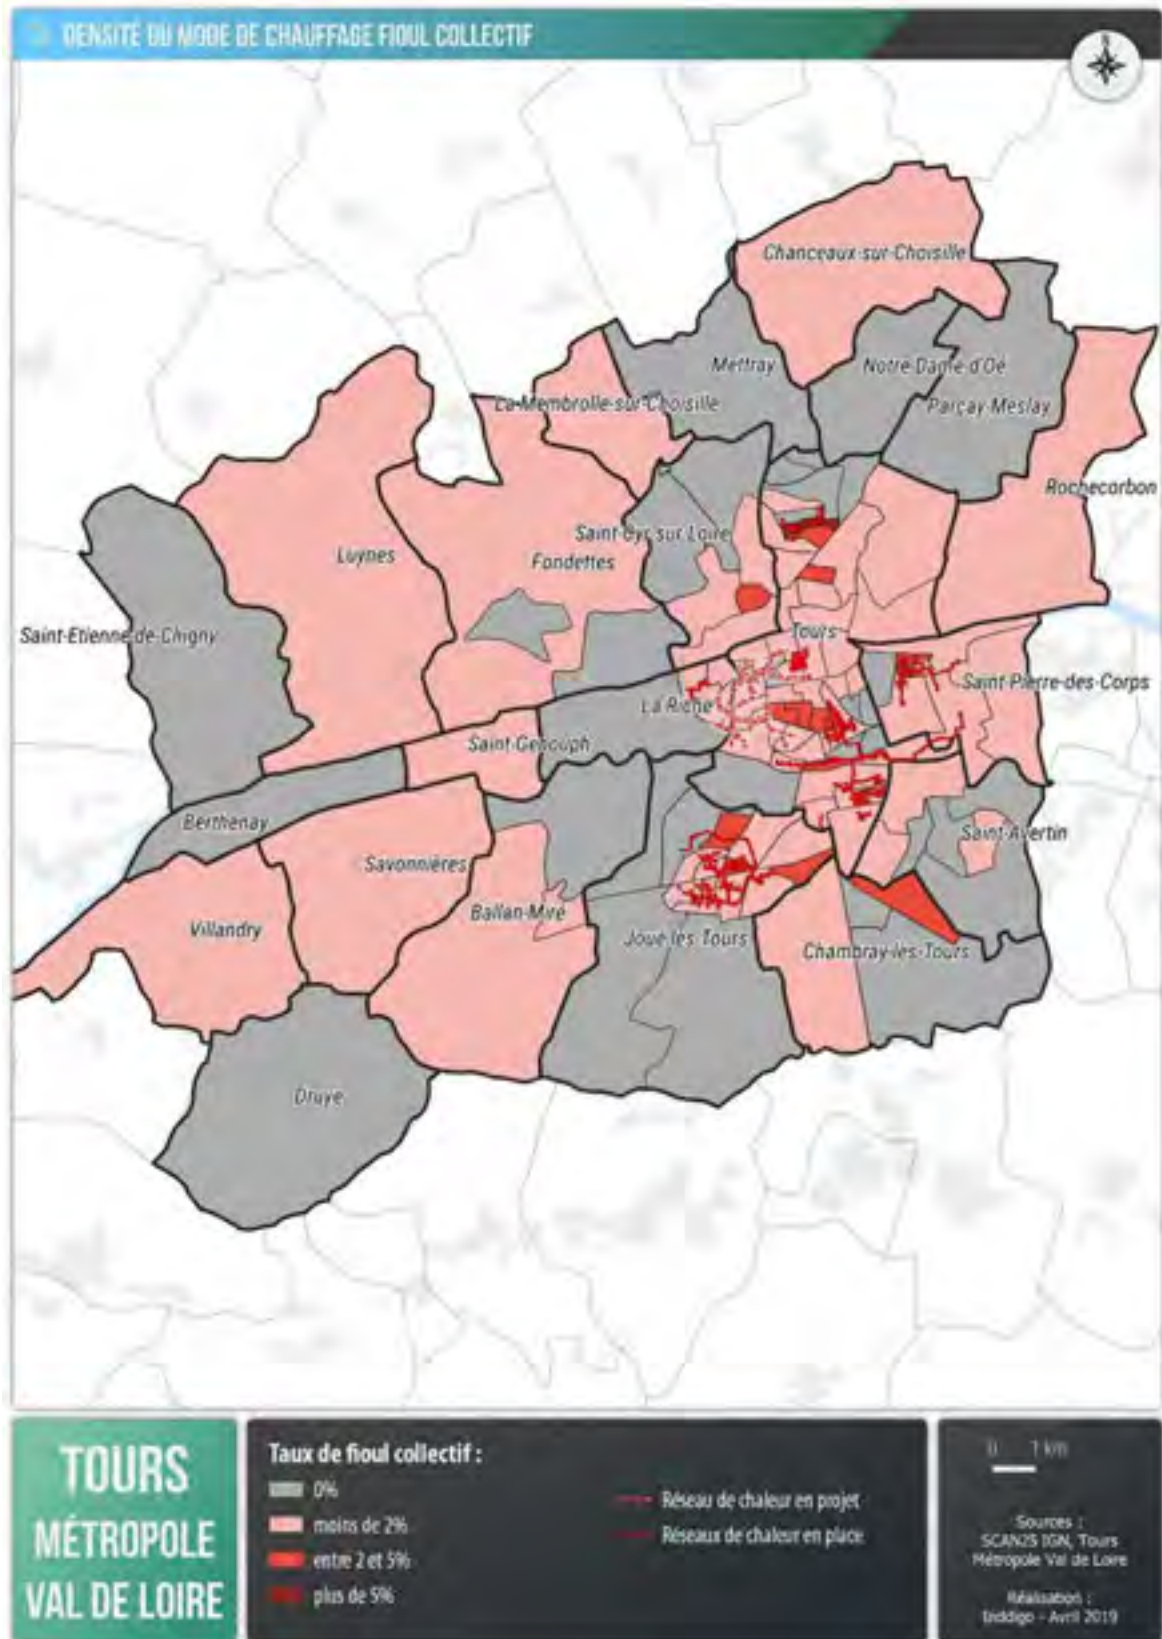 DENSITÉ DU MODE DE CHAUFFAGE FIOUL COLLECTIF
Chanceaux-sur-Choisille
Mettray
Notre Dame d'Oé
La-Membrolle-sur-Choisille
Parçay-Meslay
Rochecorbon
Saint-Cyr-sur-Loire
Luynes
Fondettes
Saint-Etienne-de-Chigny
Tours
Saint-Pierre-des-Corps
La Riche
Saint-Genouph
Berthenay
Saint-Avertin
Savonnières
Ballan-Miré
Villandry
Joué-les-Tours
Chambray-les-Tours
Druye
TOURS
MÉTROPOLE
VAL DE LOIRE
Taux de fioul collectif :
0%
moins de 2%
entre 2 et 5%
plus de 5%
Réseau de chaleur en projet
Réseaux de chaleur en place
0 1 km
Sources :
SCAN25 IGN, Tours
Métropole Val de Loire
Réalisation :
Inddigo - Avril 2019